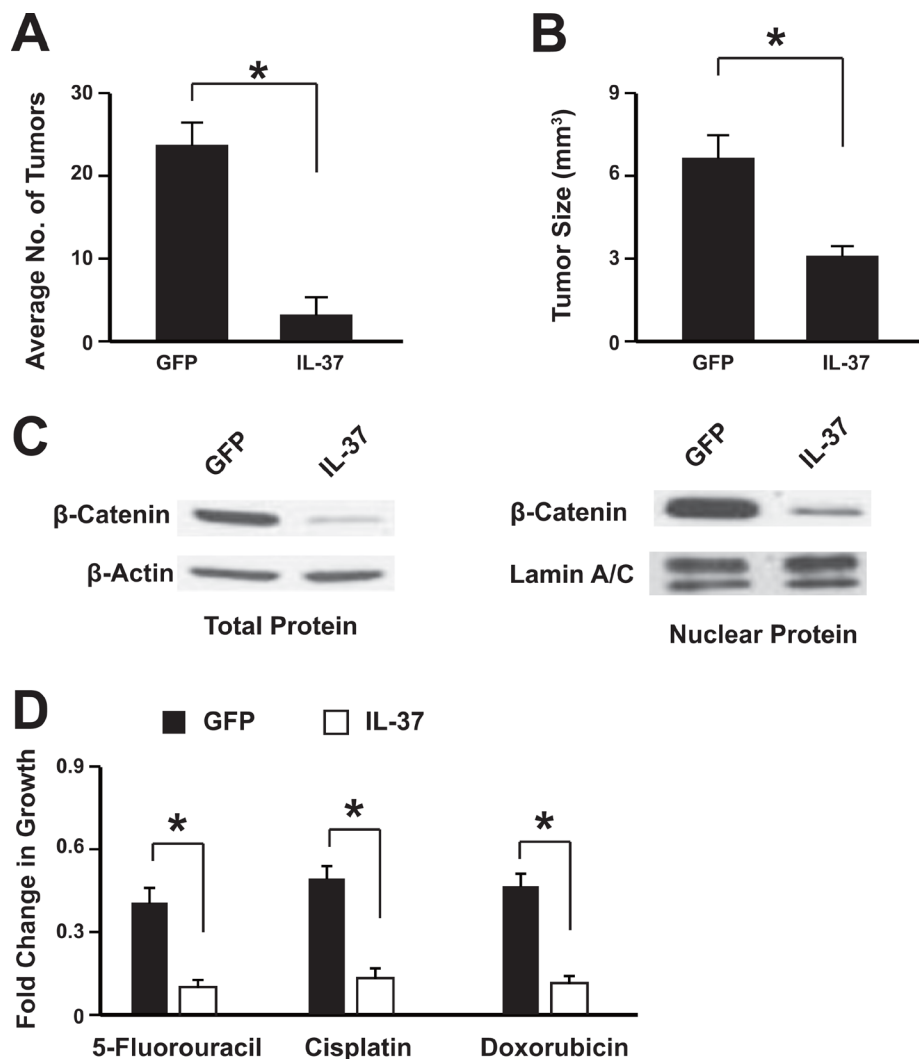 A
*
Average No. of Tumors
30
20
10
0
GFP
IL-37
B
*
Tumor Size (mm³)
9
6
3
0
GFP
IL-37
C
GFP
IL-37
β-Catenin
β-Actin
Total Protein
GFP
IL-37
β-Catenin
Lamin A/C
Nuclear Protein
D
GFP
IL-37
Fold Change in Growth
0.9
0.6
0.3
0
*
*
*
5-Fluorouracil
Cisplatin
Doxorubicin